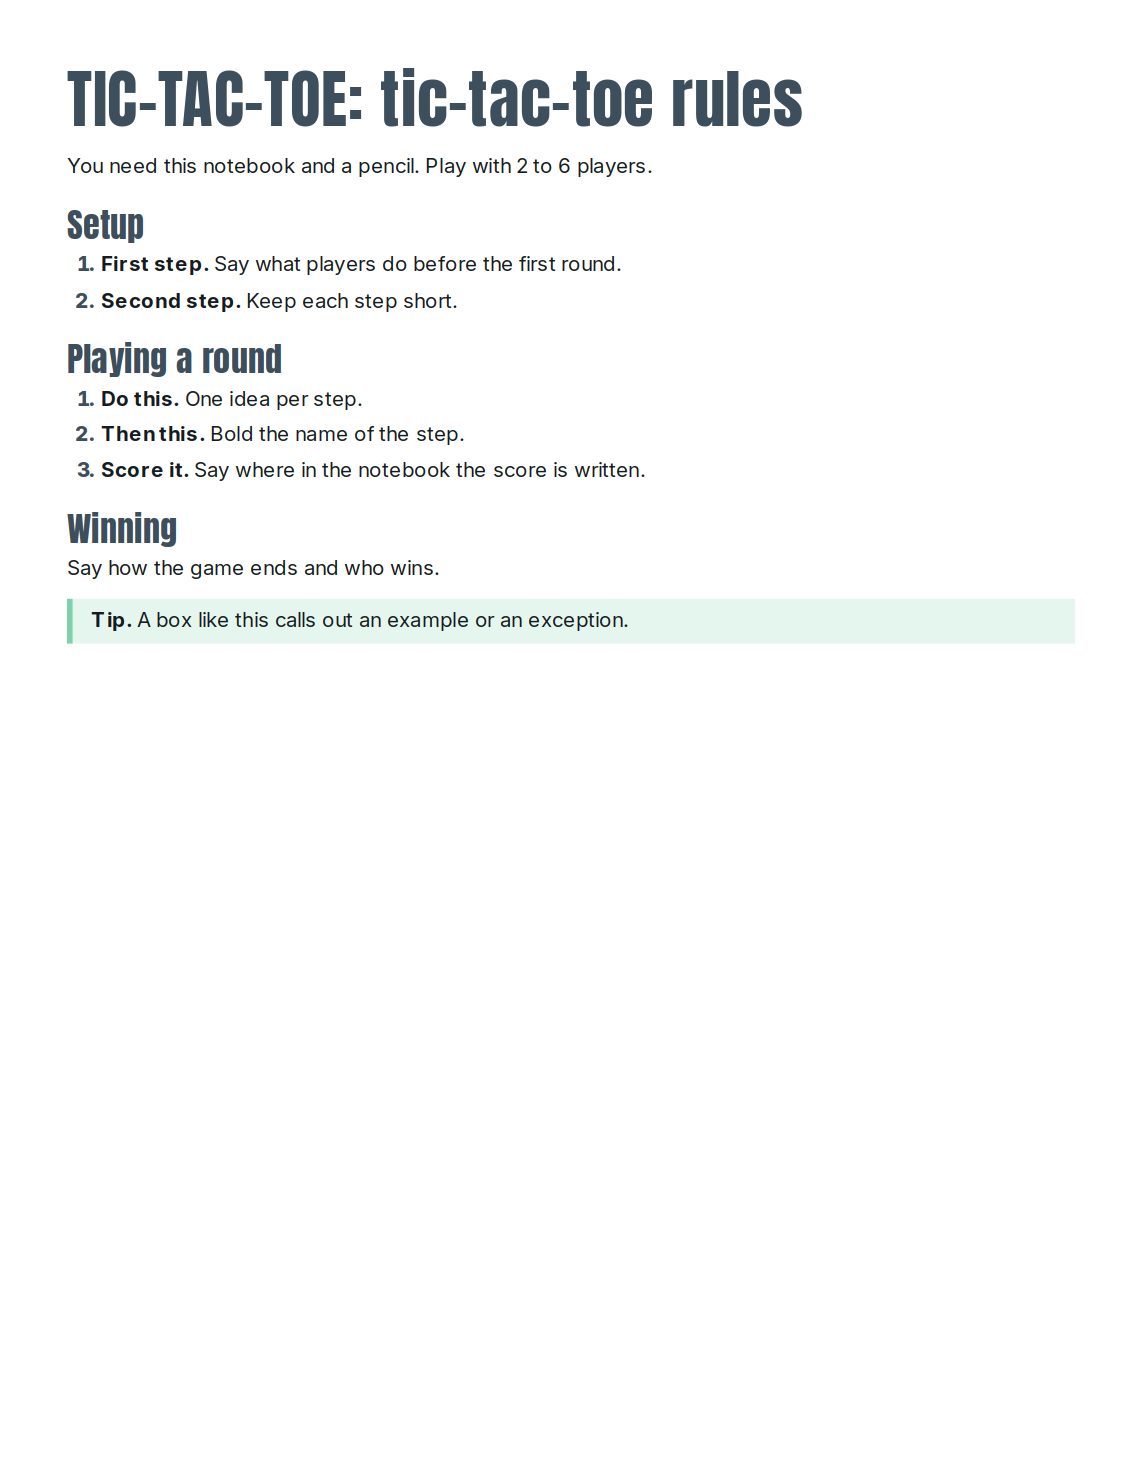 TIC-TAC-TOE: tic-tac-toe rules
You need this notebook and a pencil. Play with 2 to 6 players.
Setup
1. First step. Say what players do before the first round.
2. Second step. Keep each step short.
Playing a round
1. Do this. One idea per step.
2. Then this. Bold the name of the step.
3. Score it. Say where in the notebook the score is written.
Winning
Say how the game ends and who wins.
Tip. A box like this calls out an example or an exception.